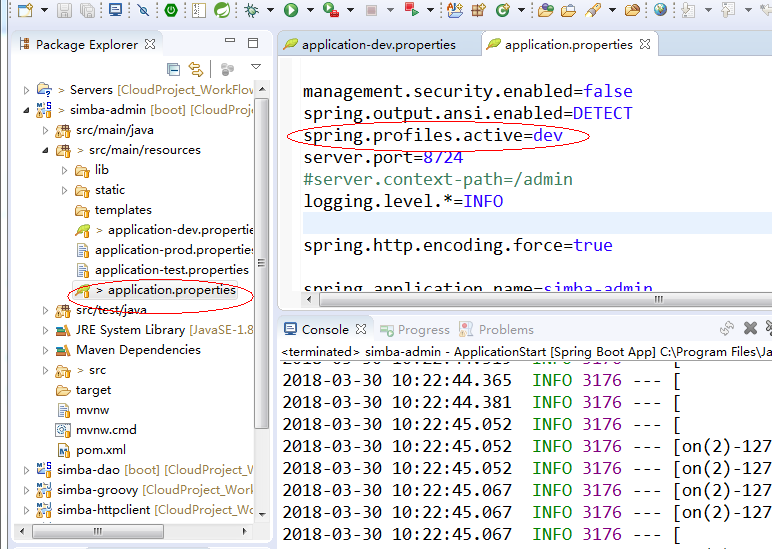 Package Explorer
> Servers [CloudProject_WorkFlow
> simba-admin [boot] [CloudProject_
src/main/java
> src/main/resources
lib
static
templates
> application-dev.propertie
application-prod.propertie
application-test.properties
> application.properties
src/test/java
JRE System Library [JavaSE-1.8
Maven Dependencies
> src
target
mvnw
mvnw.cmd
pom.xml
simba-dao [boot] [CloudProject_W
simba-groovy [CloudProject_Work
simba-httpclient [CloudProject_Wo
application-dev.properties
application.properties
management.security.enabled=false
spring.output.ansi.enabled=DETECT
spring.profiles.active=dev
server.port=8724
#server.context-path=/admin
logging.level.*=INFO
spring.http.encoding.force=true
spring.application.name=simba-admin
Console
Progress
Problems
<terminated> simba-admin - ApplicationStart [Spring Boot App] C:\Program Files\Ja
2018-03-30 10:22:44.365 INFO 3176 --- [
2018-03-30 10:22:44.381 INFO 3176 --- [
2018-03-30 10:22:45.052 INFO 3176 --- [
2018-03-30 10:22:45.052 INFO 3176 --- [on(2)-127
2018-03-30 10:22:45.052 INFO 3176 --- [on(2)-127
2018-03-30 10:22:45.067 INFO 3176 --- [on(2)-127
2018-03-30 10:22:45.067 INFO 3176 --- [on(2)-127
2018-03-30 10:22:45.067 INFO 3176 --- [on(2)-127